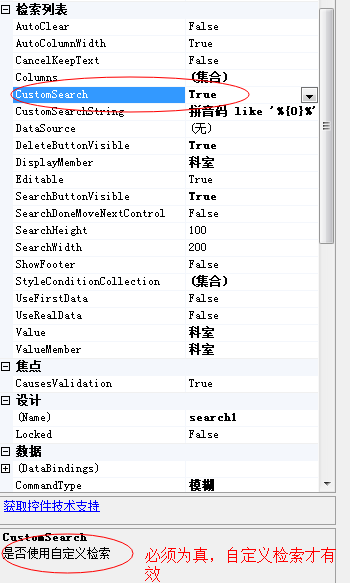 检索列表
AutoClear False
AutoColumnWidth True
CancelKeepText False
Columns (集合)
CustomSearch True
CustomSearchString 拼音码 like '%{0}%'
DataSource (无)
DeleteButtonVisible True
DisplayMember 科室
Editable True
SearchButtonVisible True
SearchDoneMoveNextControl False
SearchHeight 100
SearchWidth 200
ShowFooter False
StyleConditionCollection (集合)
UseFirstData False
UseRealData False
Value 科室
ValueMember 科室
焦点
CausesValidation True
设计
(Name) search1
Locked False
数据
(DataBindings)
CommandType 模糊
获取控件技术支持
CustomSearch
是否使用自定义检索
必须为真，自定义检索才有
效